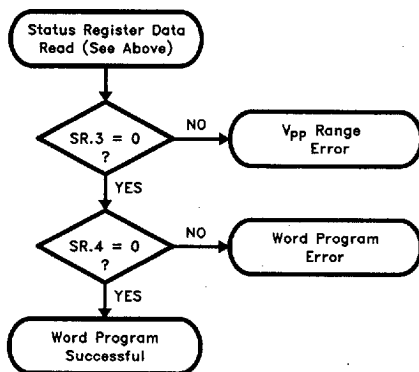 Status Register Data
Read (See Above)
SR.3 = 0
?
NO
VPP Range
Error
YES
SR.4 = 0
?
NO
Word Program
Error
YES
Word Program
Successful